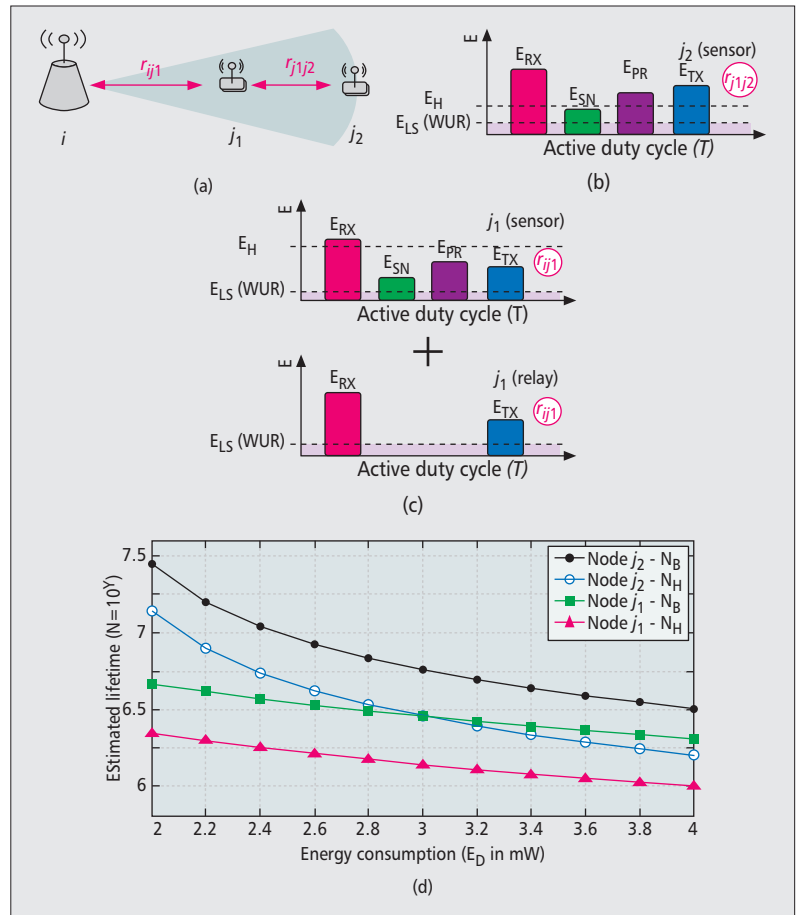 r_ij1
r_j1j2
i
j_1
j_2
(a)
E
E_RX
E_SN
E_PR
E_TX
j_2 (sensor)
r_j1j2
E_H
E_LS (WUR)
Active duty cycle (T)
(b)
E
E_RX
E_SN
E_PR
E_TX
j_1 (sensor)
r_ij1
E_H
E_LS (WUR)
Active duty cycle (T)
+
E
E_RX
E_TX
j_1 (relay)
r_ij1
E_LS (WUR)
Active duty cycle (T)
(c)
EStimated lifetime (N=10^Y)
7.5
7
6.5
6
Node j_2 - N_B
Node j_2 - N_H
Node j_1 - N_B
Node j_1 - N_H
2 2.2 2.4 2.6 2.8 3 3.2 3.4 3.6 3.8 4
Energy consumption (E_D in mW)
(d)